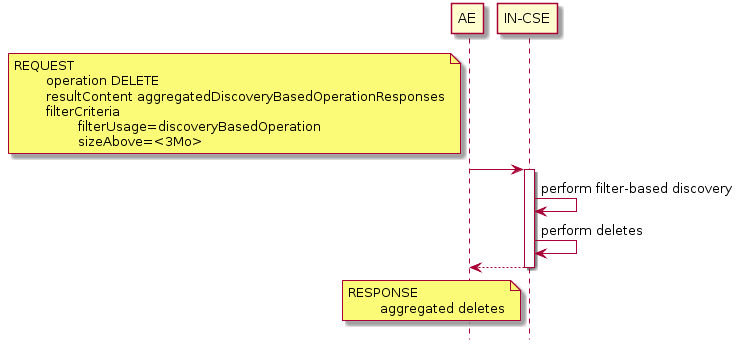 AE
IN-CSE
REQUEST
operation DELETE
resultContent aggregatedDiscoveryBasedOperationResponses
filterCriteria
filterUsage=discoveryBasedOperation
sizeAbove=<3Mo>
perform filter-based discovery
perform deletes
RESPONSE
aggregated deletes